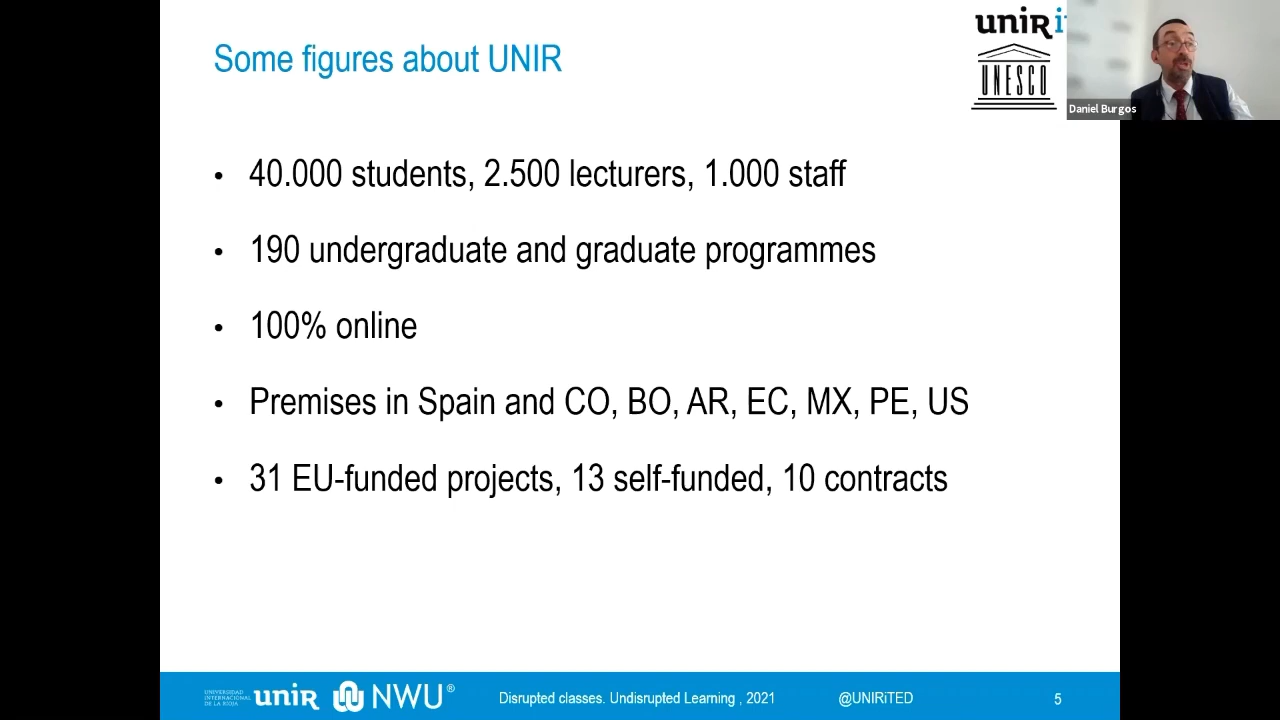 Some figures about UNIR
uniRi
UNESCO
Daniel Burgos
• 40.000 students, 2.500 lecturers, 1.000 staff
• 190 undergraduate and graduate programmes
• 100% online
• Premises in Spain and CO, BO, AR, EC, MX, PE, US
• 31 EU-funded projects, 13 self-funded, 10 contracts
UNIVERSIDAD
INTERNACIONAL
DE LA RIOJA
uniR
NWU®
Disrupted classes. Undisrupted Learning , 2021
@UNIRiTED
5